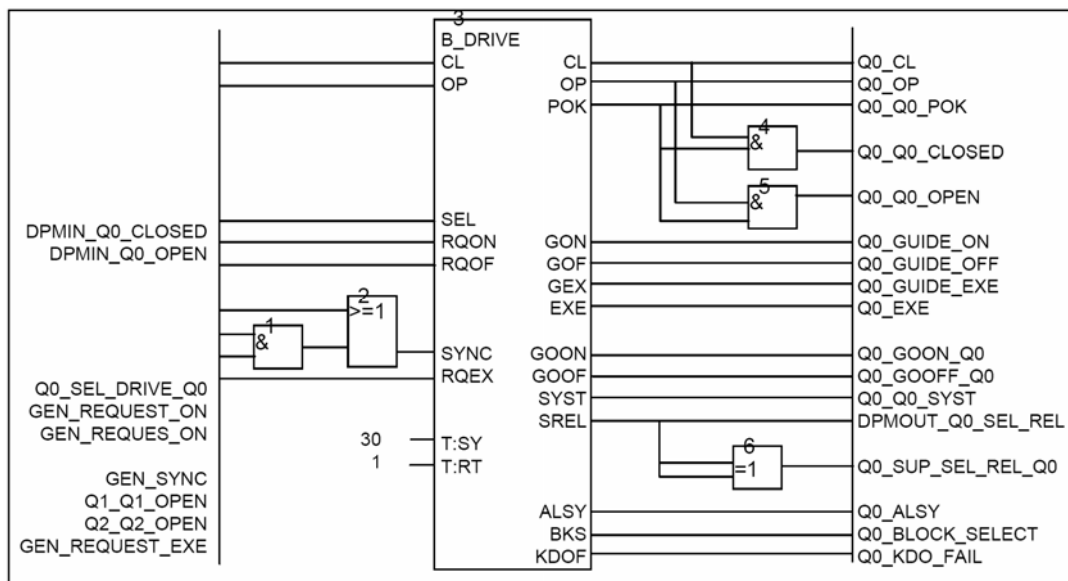 3
B_DRIVE
CL CL Q0_CL
OP OP Q0_OP
POK Q0_Q0_POK
4
& Q0_Q0_CLOSED
5
& Q0_Q0_OPEN
SEL
DPMIN_Q0_CLOSED
RQON GON Q0_GUIDE_ON
DPMIN_Q0_OPEN
RQOF GOF Q0_GUIDE_OFF
GEX Q0_GUIDE_EXE
2
>=1 EXE Q0_EXE
1
&
SYNC GOON Q0_GOON_Q0
RQEX GOOF Q0_GOOFF_Q0
Q0_SEL_DRIVE_Q0
SYST Q0_Q0_SYST
GEN_REQUEST_ON
SREL DPMOUT_Q0_SEL_REL
GEN_REQUES_ON
30 T:SY
6
1 T:RT
=1 Q0_SUP_SEL_REL_Q0
GEN_SYNC
Q1_Q1_OPEN
ALSY Q0_ALSY
Q2_Q2_OPEN
BKS Q0_BLOCK_SELECT
GEN_REQUEST_EXE
KDOF Q0_KDO_FAIL